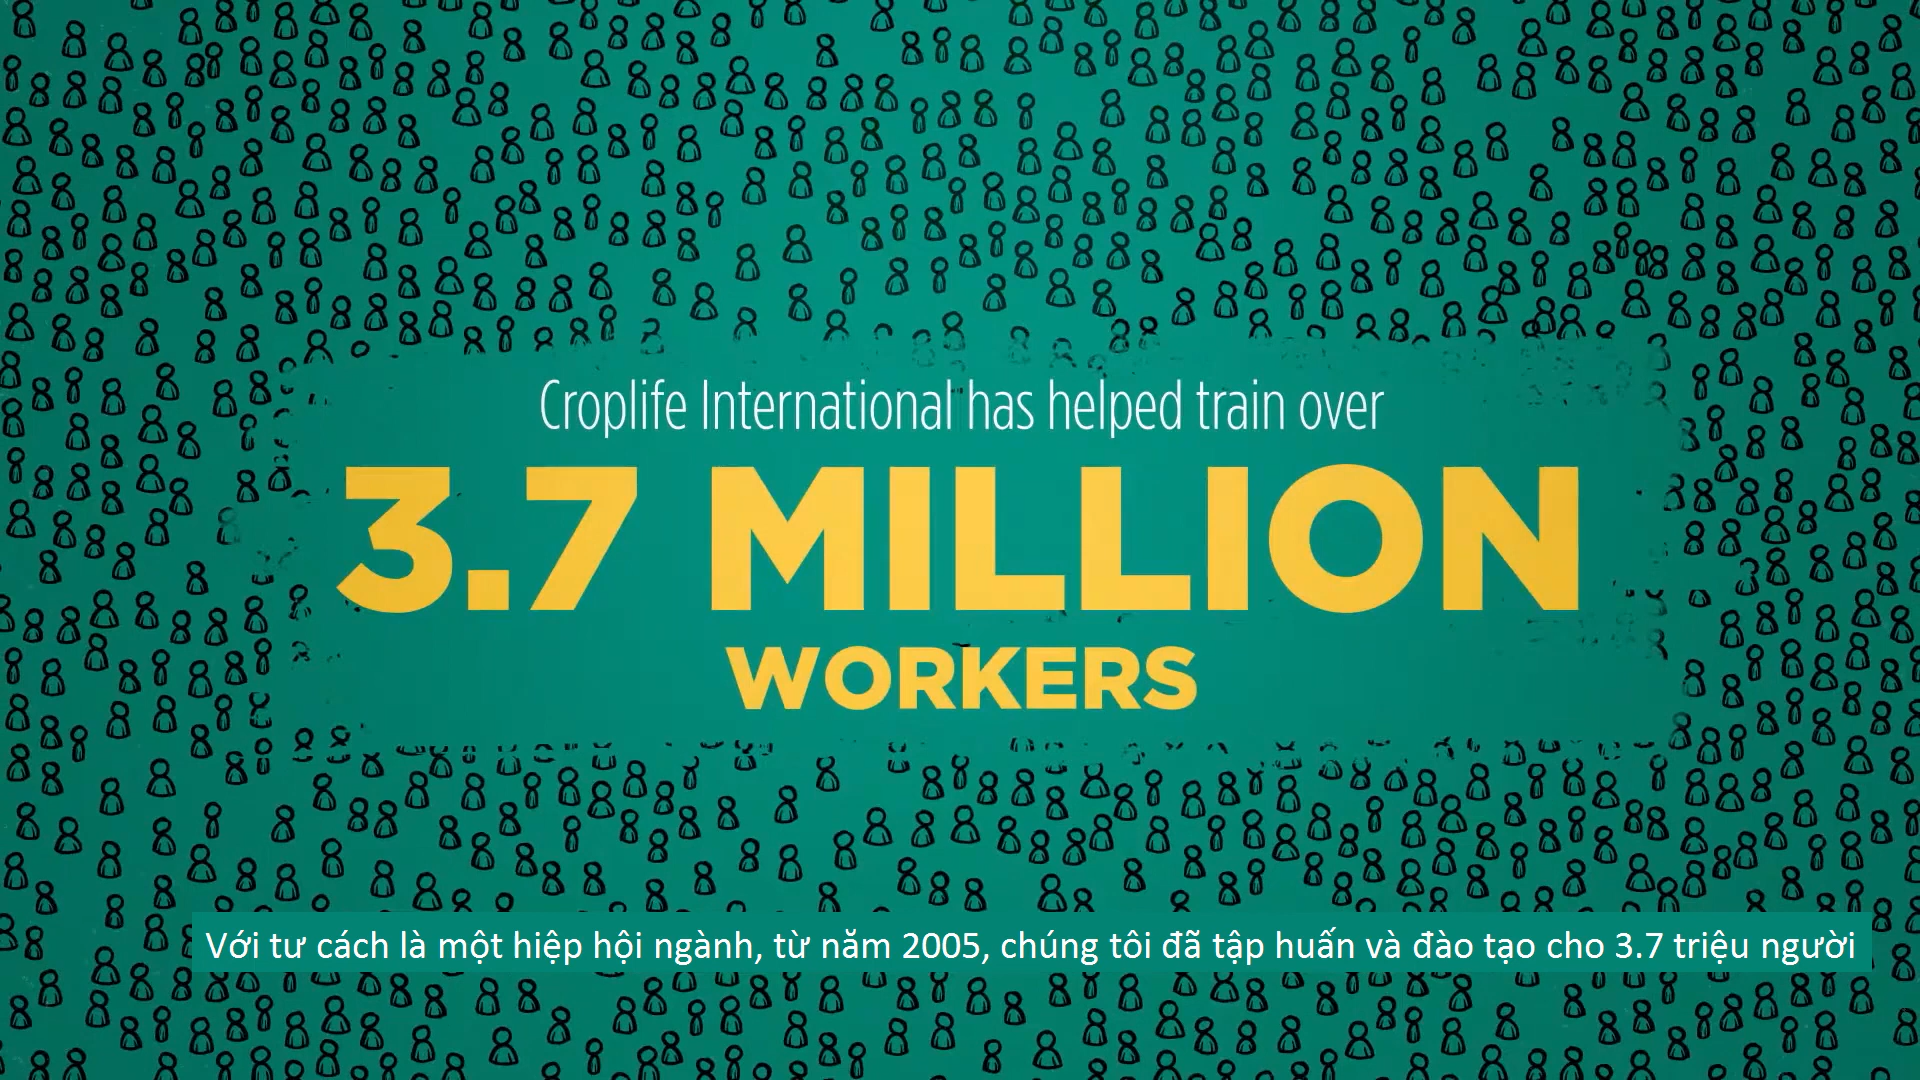 Croplife International has helped train over
3.7 MILLION
WORKERS
Với tư cách là một hiệp hội ngành, từ năm 2005, chúng tôi đã tập huấn và đào tạo cho 3.7 triệu người